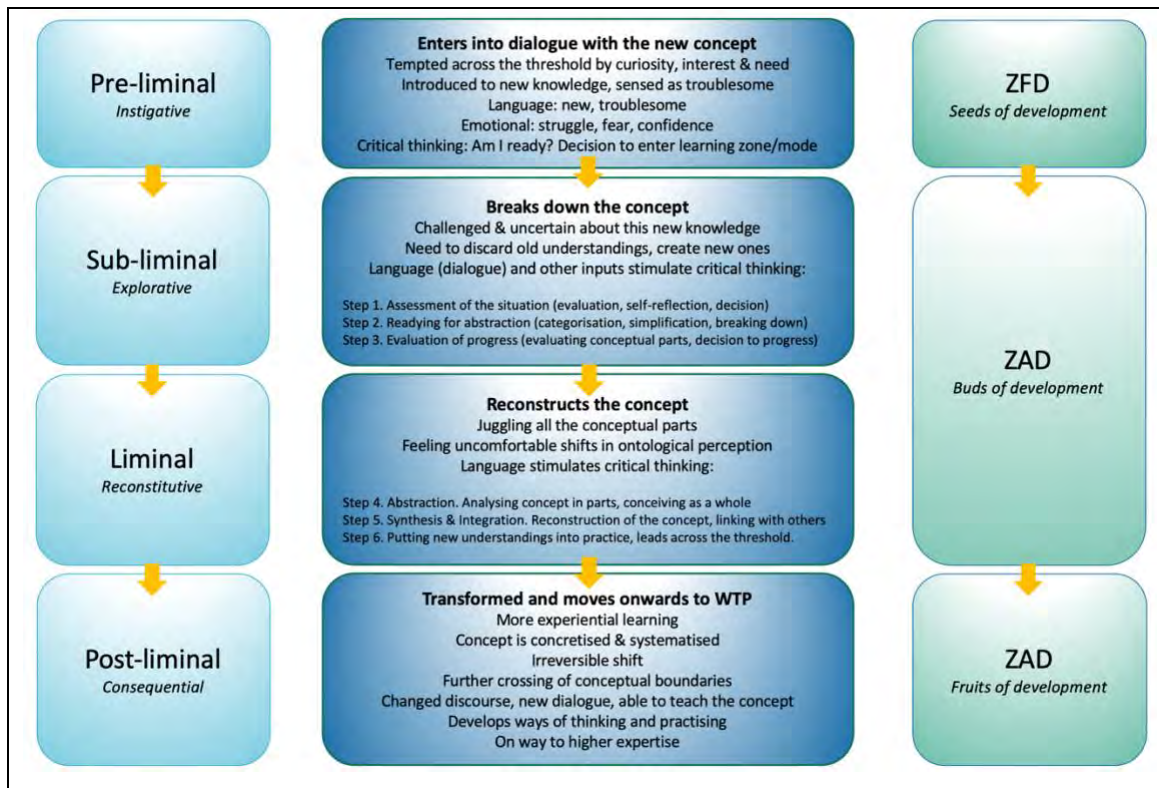 Pre-liminal
Instigative
Enters into dialogue with the new concept
Tempted across the threshold by curiosity, interest & need
Introduced to new knowledge, sensed as troublesome
Language: new, troublesome
Emotional: struggle, fear, confidence
Critical thinking: Am I ready? Decision to enter learning zone/mode
ZFD
Seeds of development
Sub-liminal
Explorative
Breaks down the concept
Challenged & uncertain about this new knowledge
Need to discard old understandings, create new ones
Language (dialogue) and other inputs stimulate critical thinking:
Step 1. Assessment of the situation (evaluation, self-reflection, decision)
Step 2. Readying for abstraction (categorisation, simplification, breaking down)
Step 3. Evaluation of progress (evaluating conceptual parts, decision to progress)
ZAD
Buds of development
Liminal
Reconstitutive
Reconstructs the concept
Juggling all the conceptual parts
Feeling uncomfortable shifts in ontological perception
Language stimulates critical thinking:
Step 4. Abstraction. Analysing concept in parts, conceiving as a whole
Step 5. Synthesis & Integration. Reconstruction of the concept, linking with others
Step 6. Putting new understandings into practice, leads across the threshold.
Post-liminal
Consequential
Transformed and moves onwards to WTP
More experiential learning
Concept is concretised & systematised
Irreversible shift
Further crossing of conceptual boundaries
Changed discourse, new dialogue, able to teach the concept
Develops ways of thinking and practising
On way to higher expertise
ZAD
Fruits of development